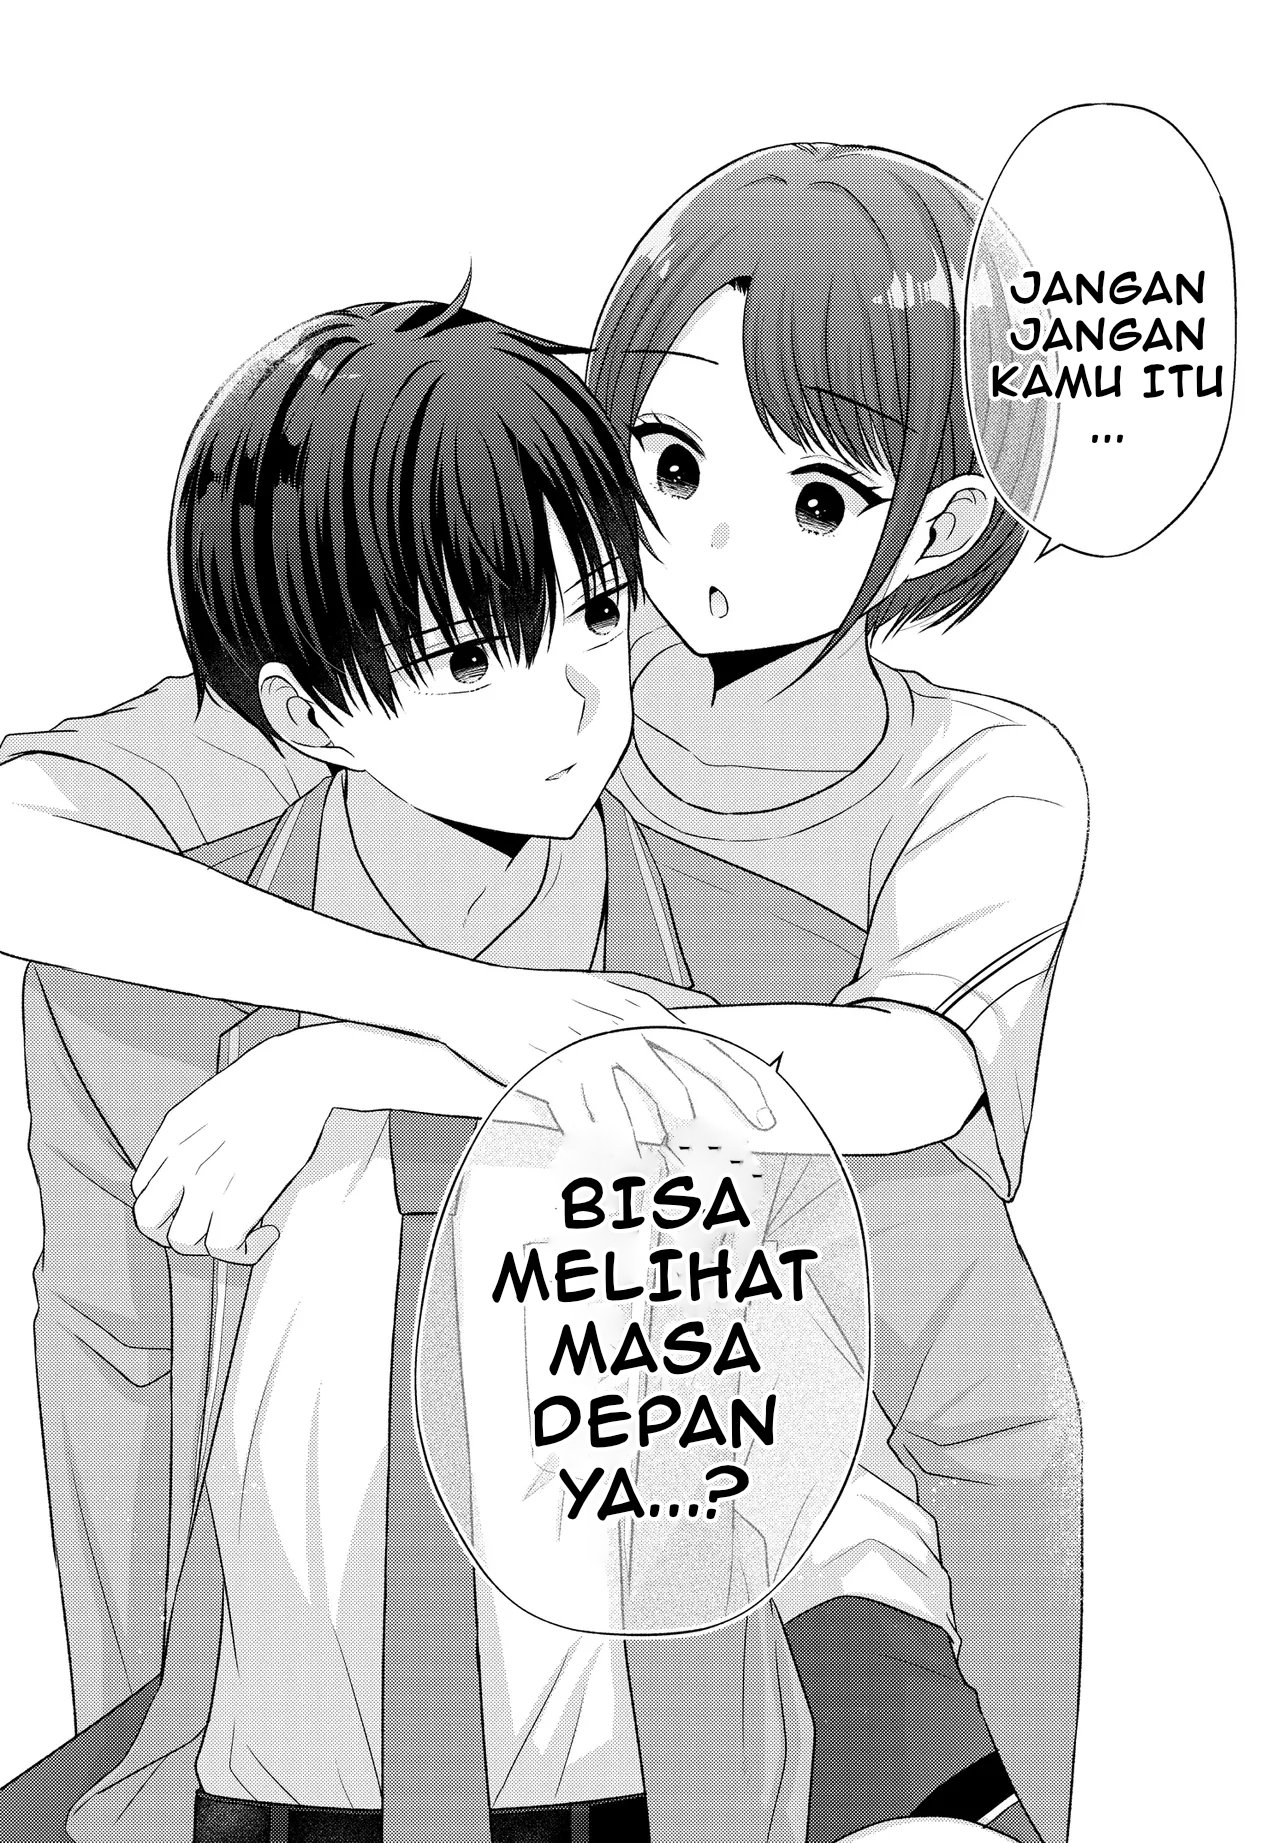 JANGAN
JANGAN
KAMU ITU
...
BISA
MELIHAT
MASA
DEPAN
YA...?